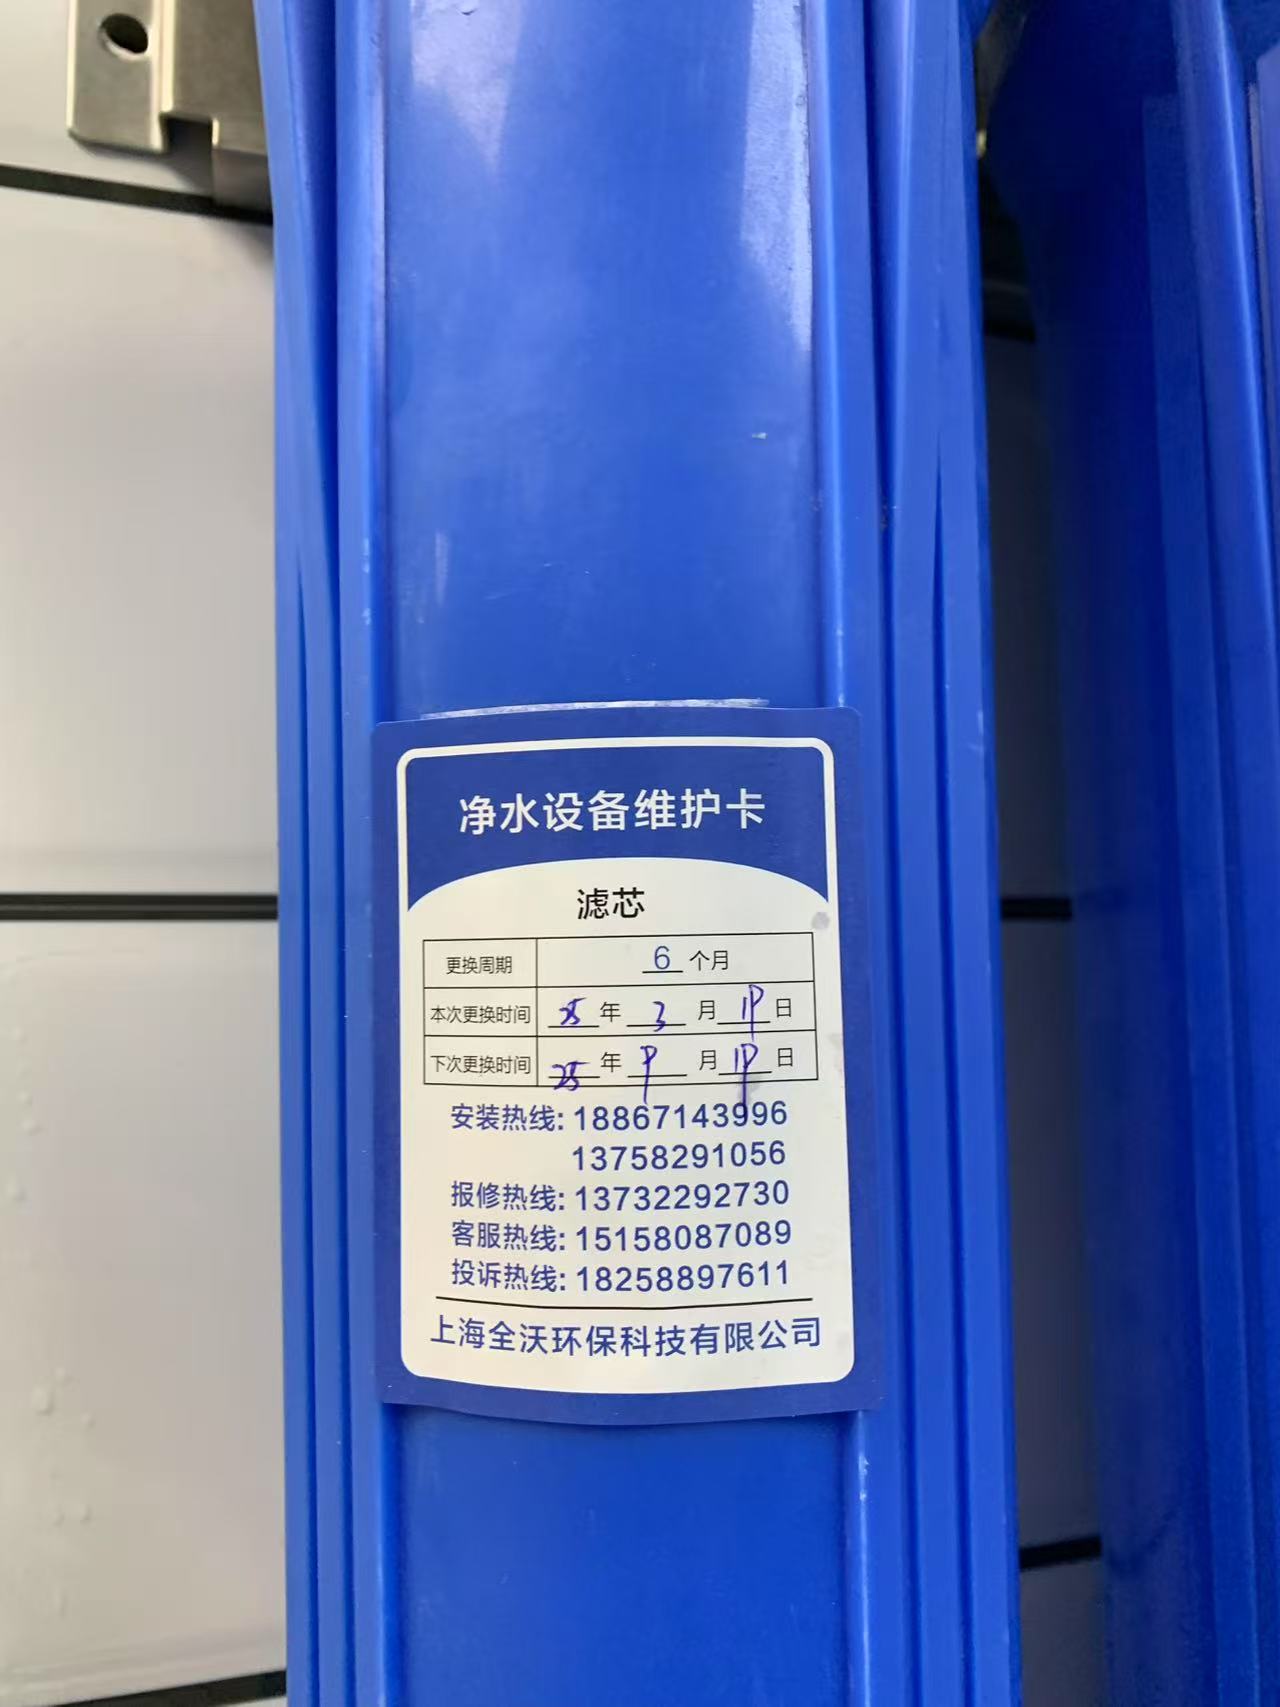 净水设备维护卡
滤芯
更换周期 6 个月
本次更换时间 25 年 3 月 19 日
下次更换时间 25 年 9 月 19 日
安装热线: 18867143996
13758291056
报修热线: 13732292730
客服热线: 15158087089
投诉热线: 18258897611
上海全沃环保科技有限公司